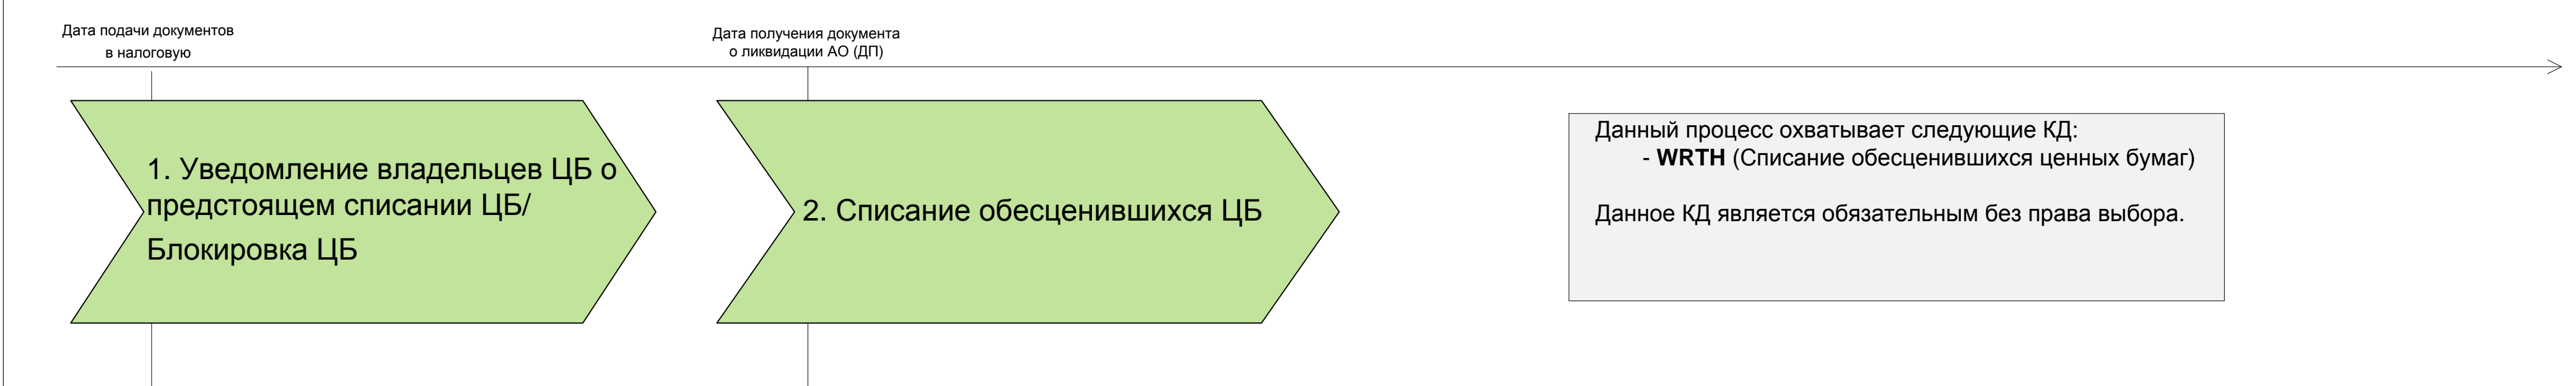 Дата подачи документов
в налоговую
Дата получения документа
о ликвидации АО (ДП)
1. Уведомление владельцев ЦБ о
предстоящем списании ЦБ/
Блокировка ЦБ
2. Списание обесценившихся ЦБ
Данный процесс охватывает следующие КД:
- WRTH (Списание обесценившихся ценных бумаг)
Данное КД является обязательным без права выбора.